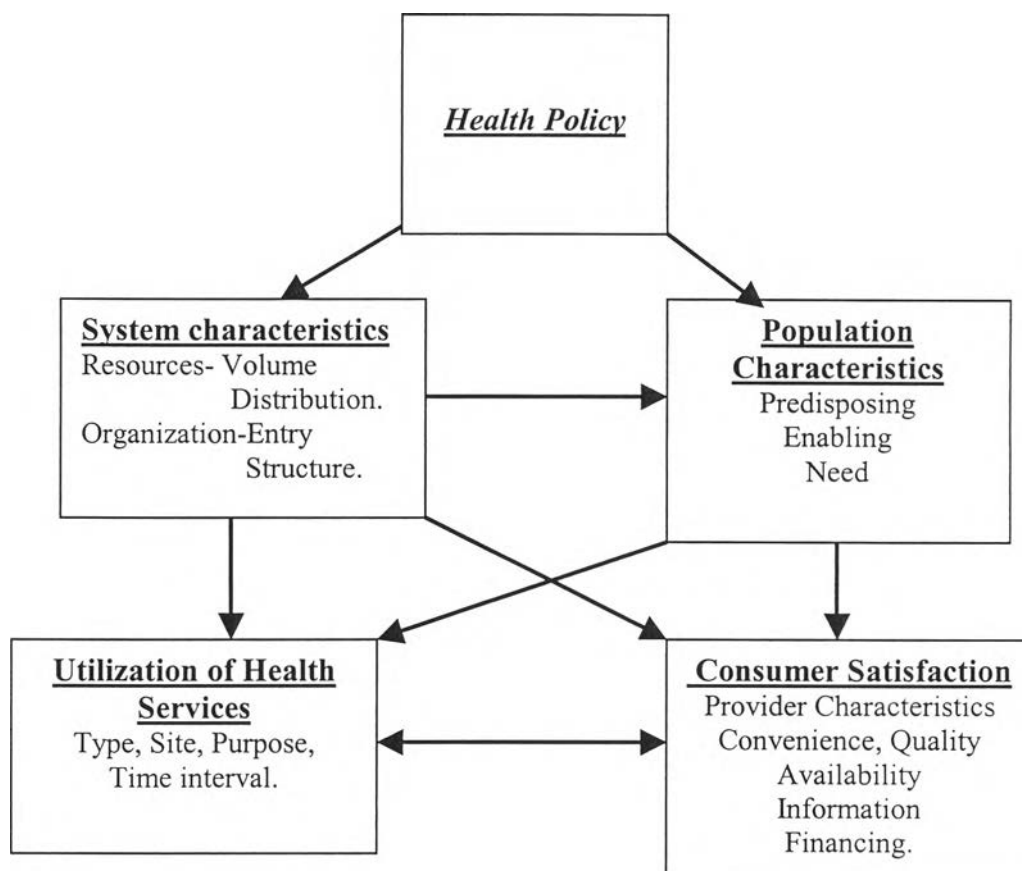 Health Policy
System characteristics
Resources- Volume
Distribution.
Organization-Entry
Structure.
Population
Characteristics
Predisposing
Enabling
Need
Utilization of Health
Services
Type, Site, Purpose,
Time interval.
Consumer Satisfaction
Provider Characteristics
Convenience, Quality
Availability
Information
Financing.